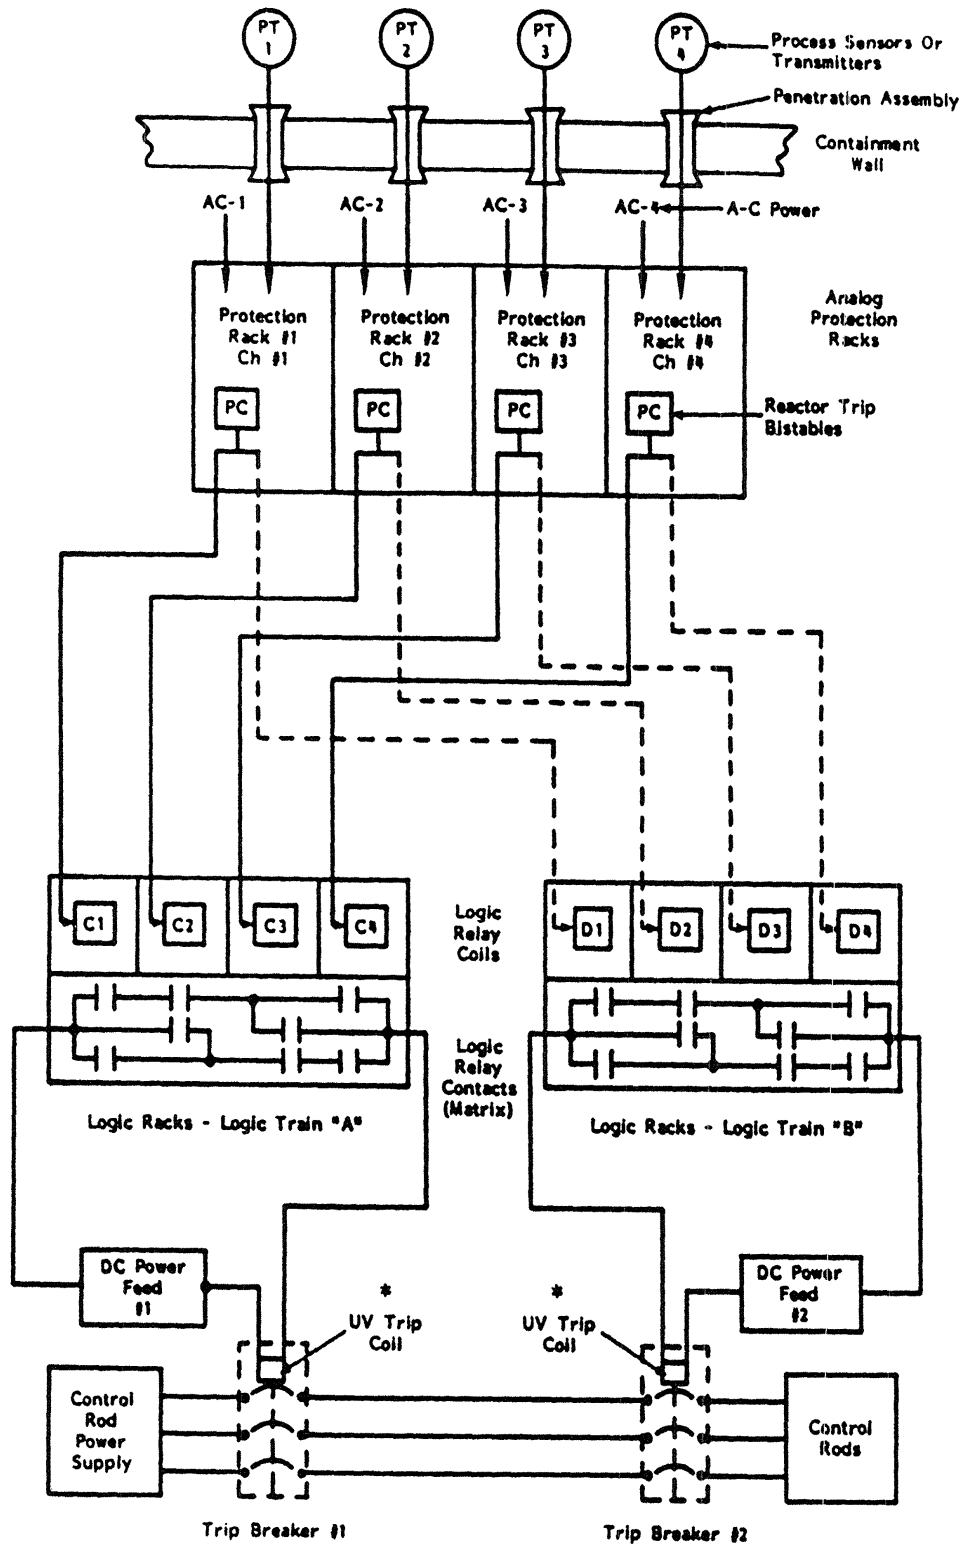 PT
1
PT
2
PT
3
PT
4
Process Sensors Or
Transmitters
Penetration Assembly
Containment
Wall
AC-1
AC-2
AC-3
AC-4
A-C Power
Protection
Rack #1
Ch #1
Protection
Rack #2
Ch #2
Protection
Rack #3
Ch #3
Protection
Rack #4
Ch #4
Analog
Protection
Racks
PC
PC
PC
PC
Reactor Trip
Bistables
C1
C2
C3
C4
Logic
Relay
Coils
D1
D2
D3
D4
Logic
Relay
Contacts
(Matrix)
Logic Racks - Logic Train "A"
Logic Racks - Logic Train "B"
DC Power
Feed
#1
*
UV Trip
Coil
*
UV Trip
Coil
DC Power
Feed
#2
Control
Rod
Power
Supply
Control
Rods
Trip Breaker #1
Trip Breaker #2